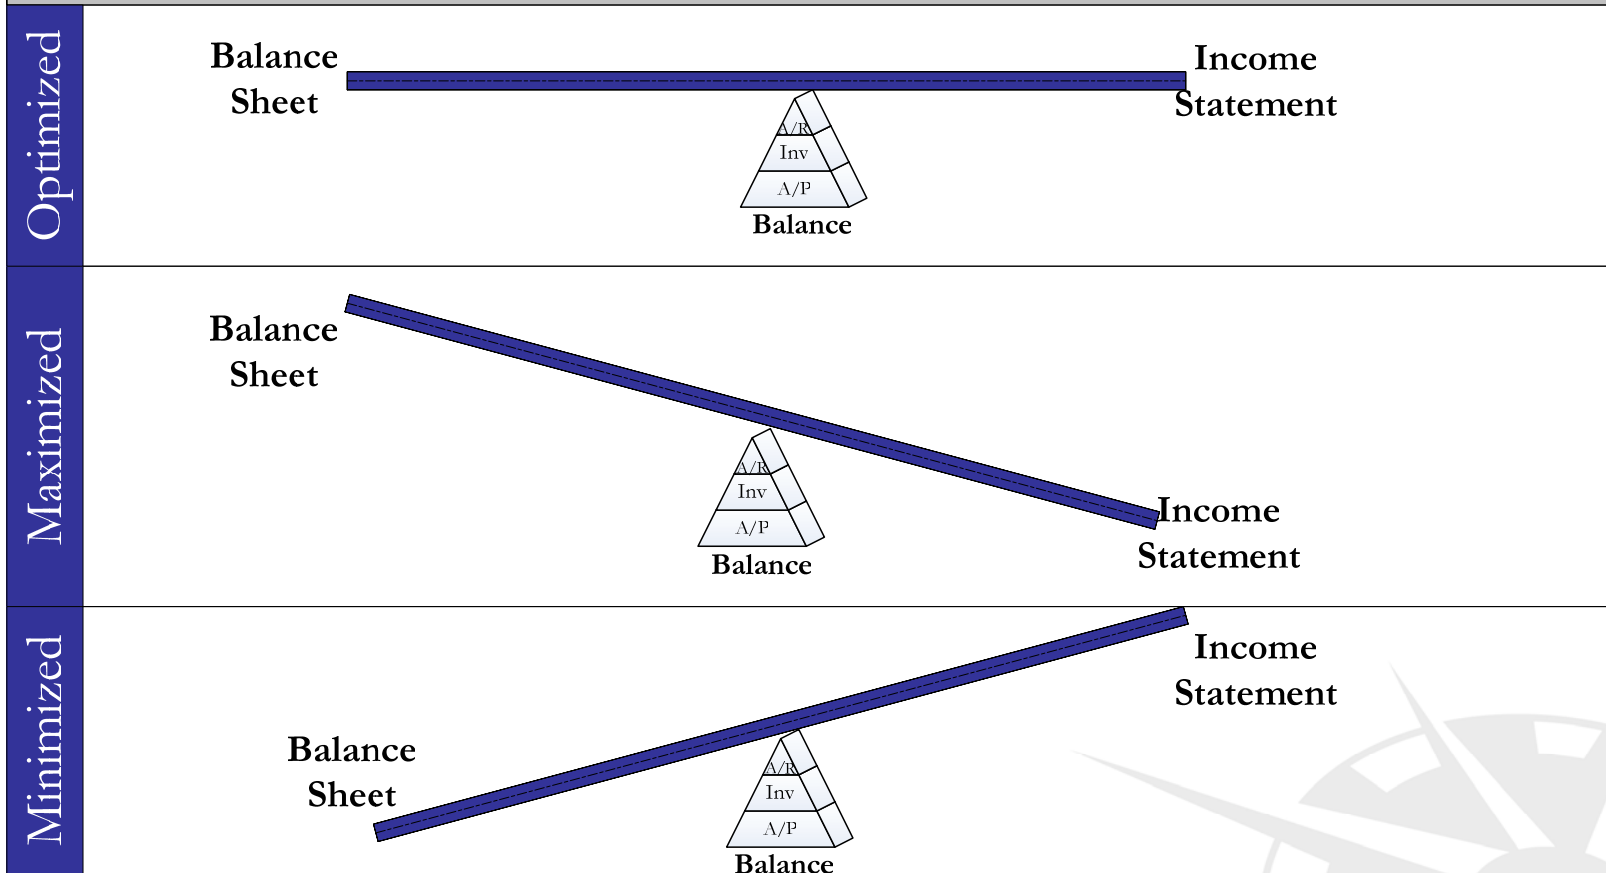 Optimized
Balance
Sheet
Income
Statement
A/R
Inv
A/P
Balance
Maximized
Balance
Sheet
A/R
Inv
A/P
Balance
Income
Statement
Minimized
Income
Statement
Balance
Sheet
A/R
Inv
A/P
Balance